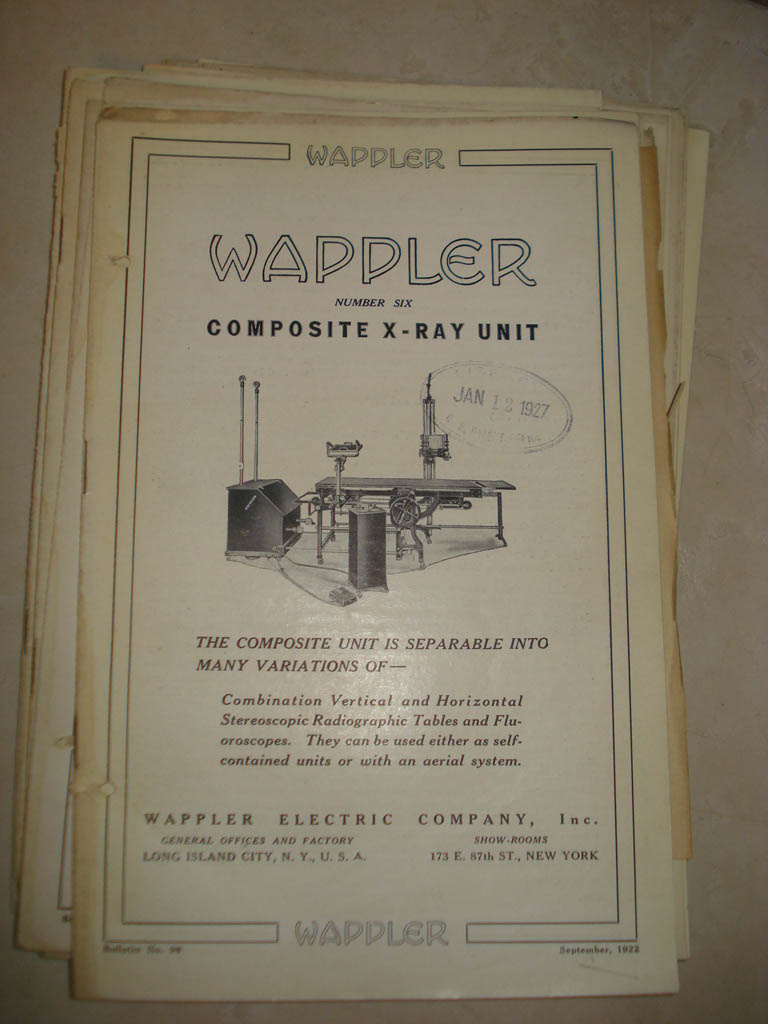 WAPPLER
WAPPLER
NUMBER SIX
COMPOSITE X-RAY UNIT
JAN 12 1927
THE COMPOSITE UNIT IS SEPARABLE INTO
MANY VARIATIONS OF—
Combination Vertical and Horizontal
Stereoscopic Radiographic Tables and Flu-
oroscopes. They can be used either as self-
contained units or with an aerial system.
WAPPLER ELECTRIC COMPANY, Inc.
GENERAL OFFICES AND FACTORY
LONG ISLAND CITY, N. Y., U. S. A.
SHOW-ROOMS
173 E. 87th ST., NEW YORK
WAPPLER
Bulletin No.
September, 1922